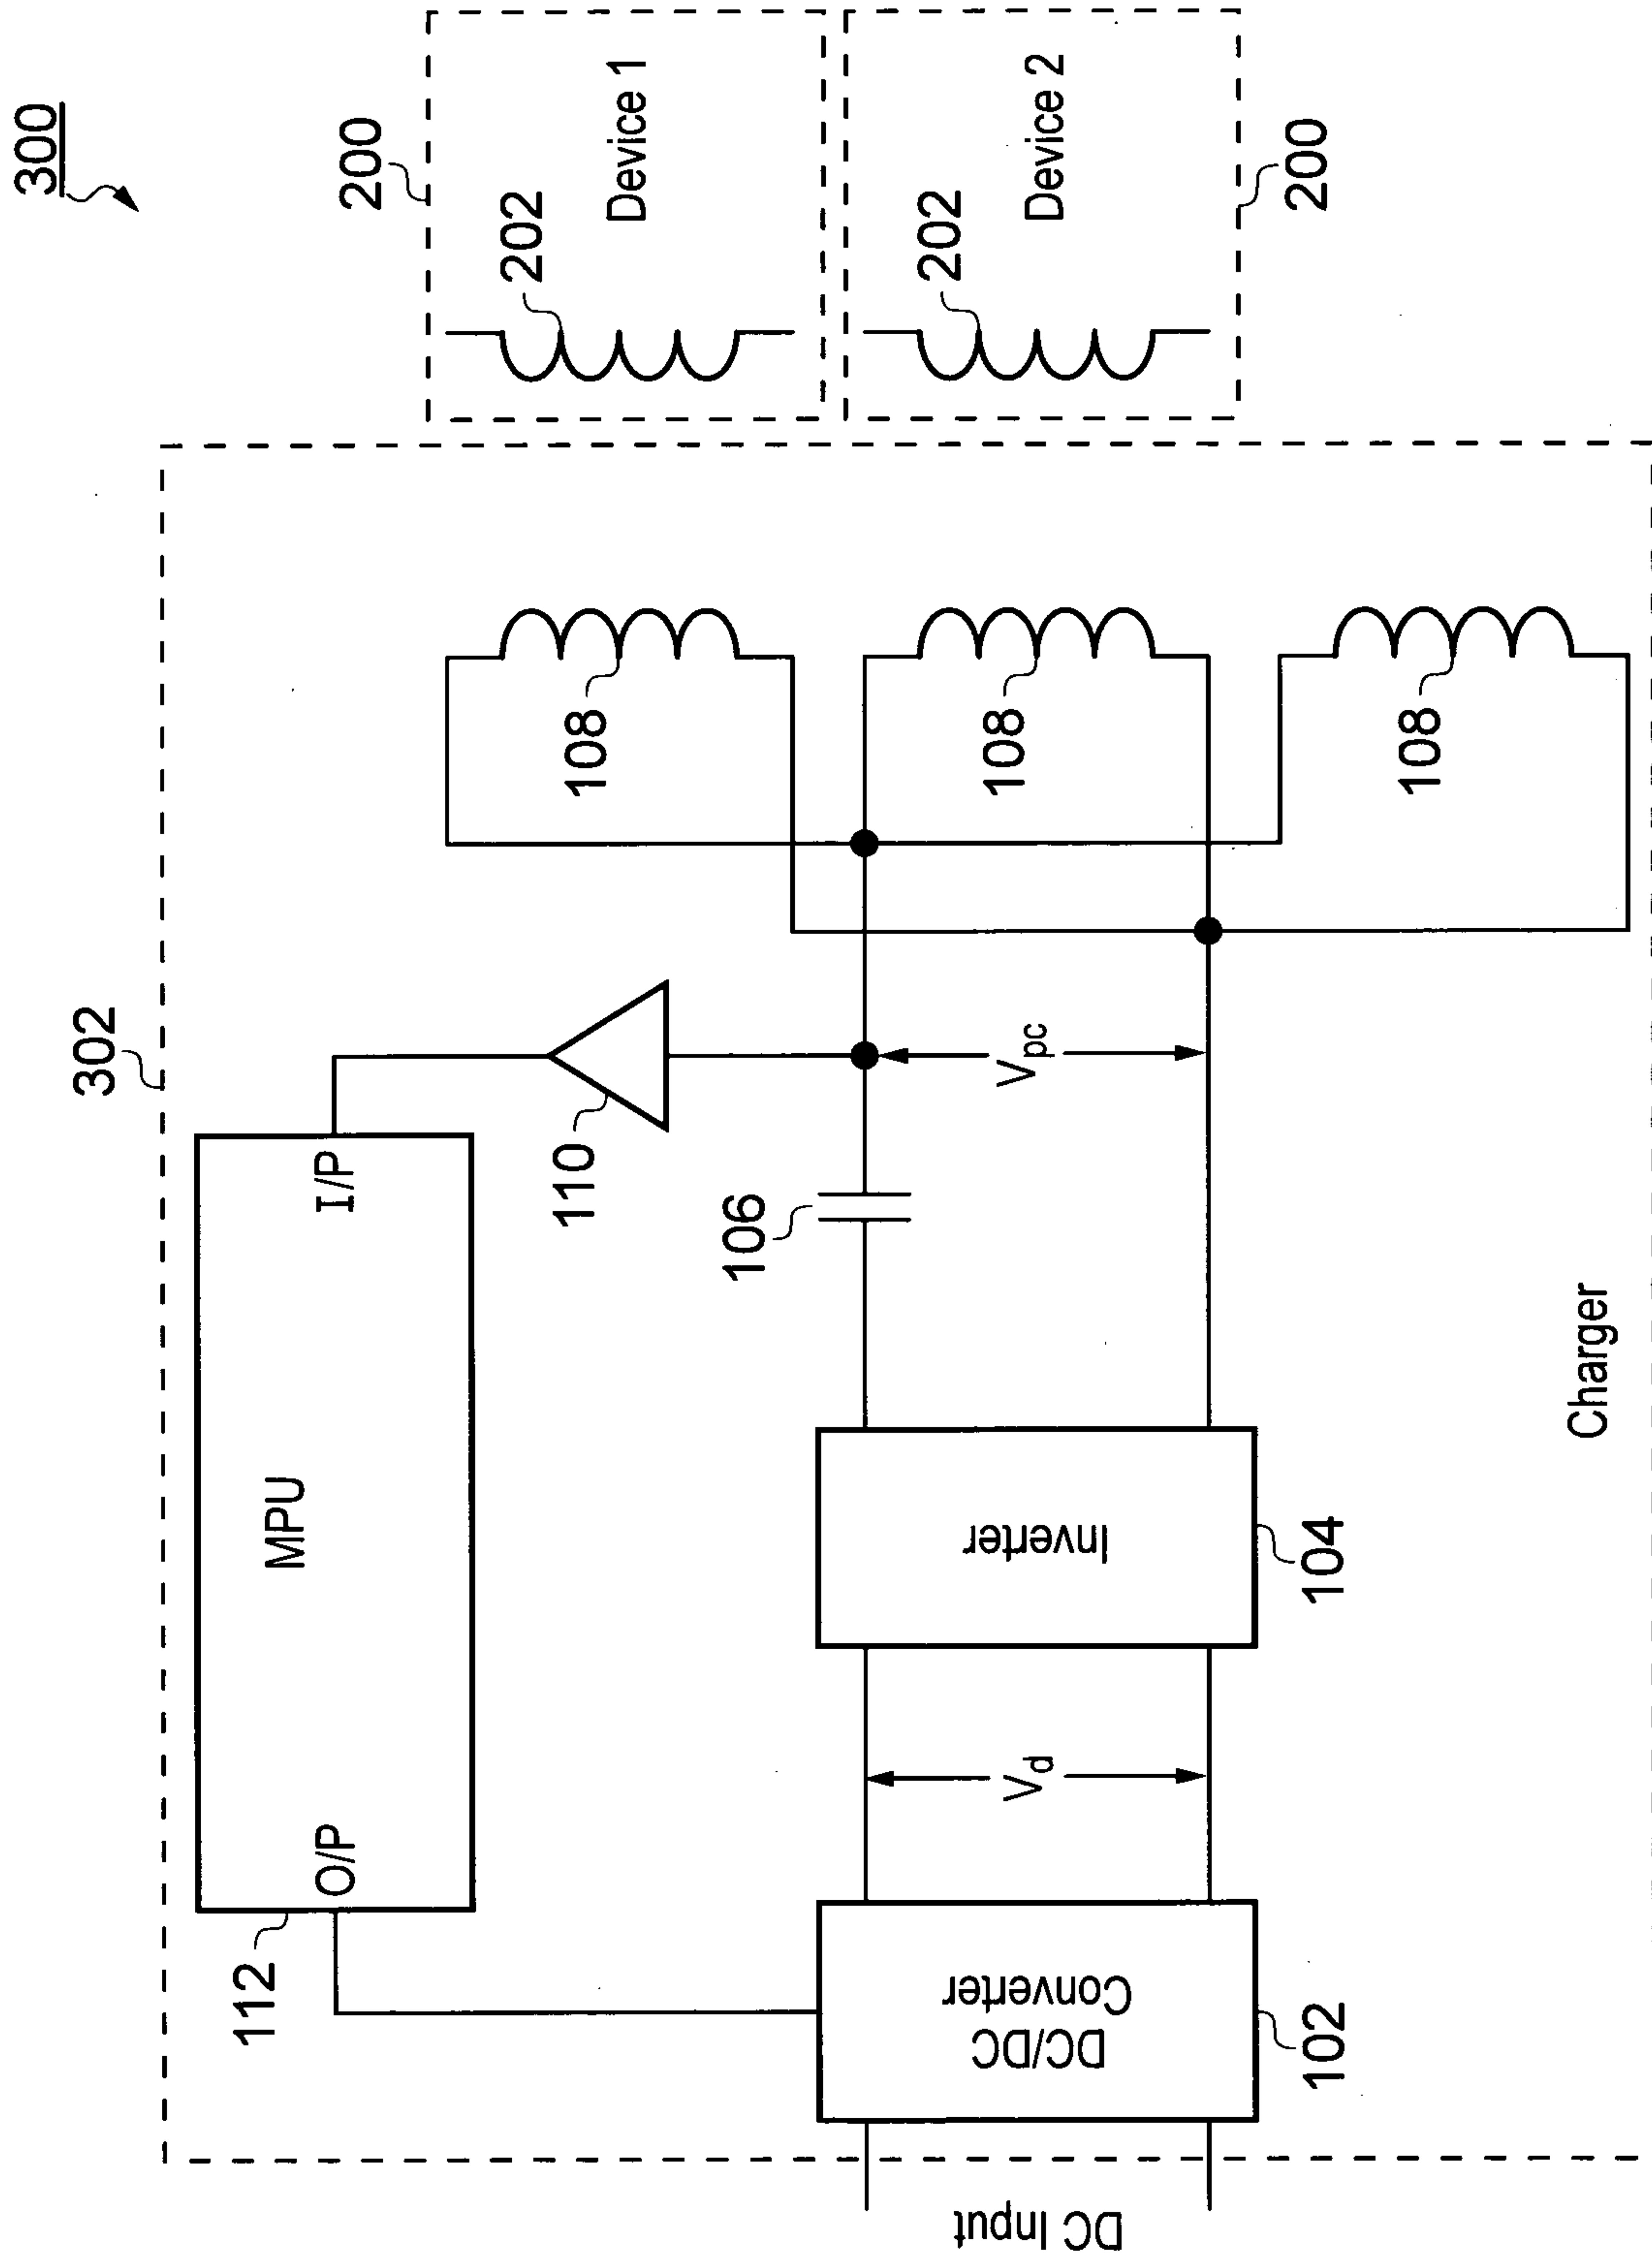 300
302
200
Device 1
202
Device 2
202
200
MPU
I/P
O/P
112
110
106
108
108
108
V_pc
V_d
Inverter
104
DC/DC
Converter
102
DC Input
Charger